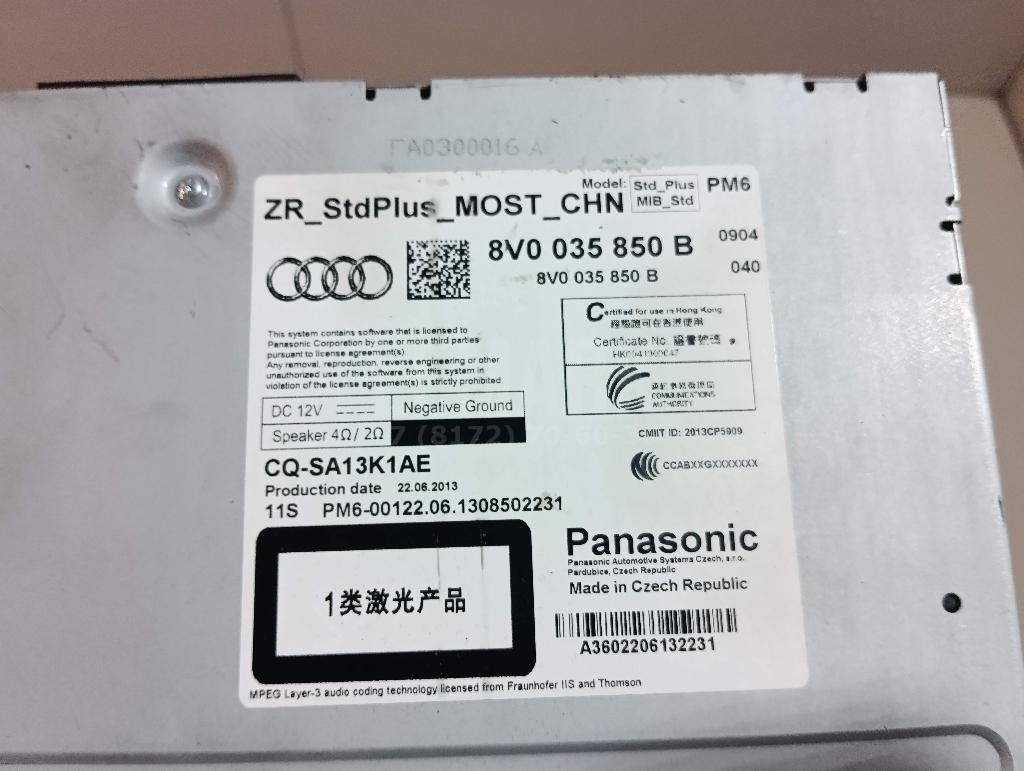 A0300016 A
Model: Std_Plus PM6
MIB_Std
ZR_StdPlus_MOST_CHN
8V0 035 850 B 0904
8V0 035 850 B 040
This system contains software that is licensed to
Panasonic Corporation by one or more third parties
pursuant to license agreement(s).
Any removal, reproduction, reverse engineering or other
unauthorized use of the software from this system in
violation of the license agreement(s) is strictly prohibited.
Certified for use in Hong Kong
Certificate No.
COMMUNICATIONS
AUTHORITY
DC 12V Negative Ground
Speaker 4Ω/ 2Ω
CMIIT ID: 2013CP5909
CCABXXGXXXXXXX
CQ-SA13K1AE
Production date 22.06.2013
11S PM6-00122.06.1308502231
1类激光产品
Panasonic
Panasonic Automotive Systems Czech, s.r.o.
Pardubice, Czech Republic
Made in Czech Republic
A3602206132231
MPEG Layer-3 audio coding technology licensed from Fraunhofer IIS and Thomson